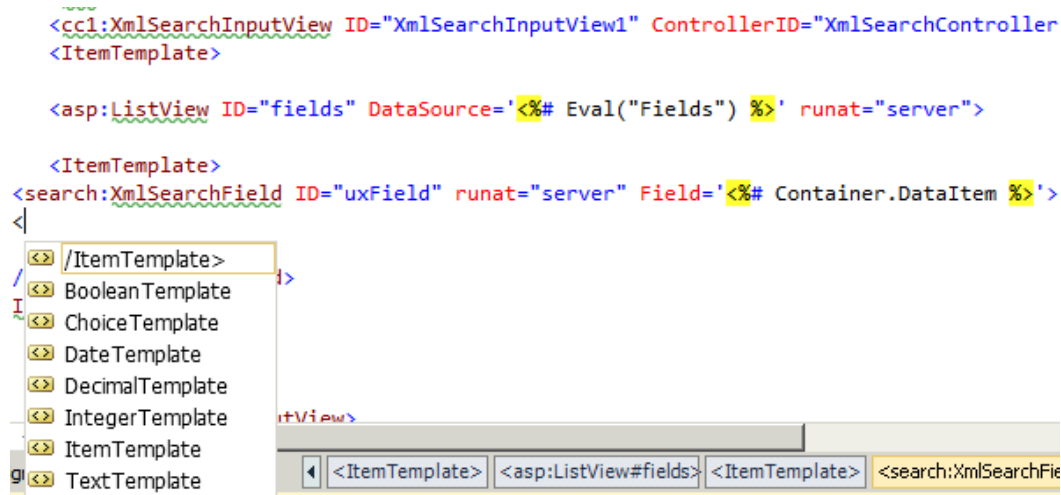 <cc1:XmlSearchInputView ID="XmlSearchInputView1" ControllerID="XmlSearchController
<ItemTemplate>
<asp:ListView ID="fields" DataSource='<%# Eval("Fields") %>' runat="server">
<ItemTemplate>
<search:XmlSearchField ID="uxField" runat="server" Field='<%# Container.DataItem %>'>
<
/ItemTemplate>
BooleanTemplate
ChoiceTemplate
DateTemplate
DecimalTemplate
IntegerTemplate
ItemTemplate
TextTemplate
<ItemTemplate> <asp:ListView#fields> <ItemTemplate> <search:XmlSearchFie